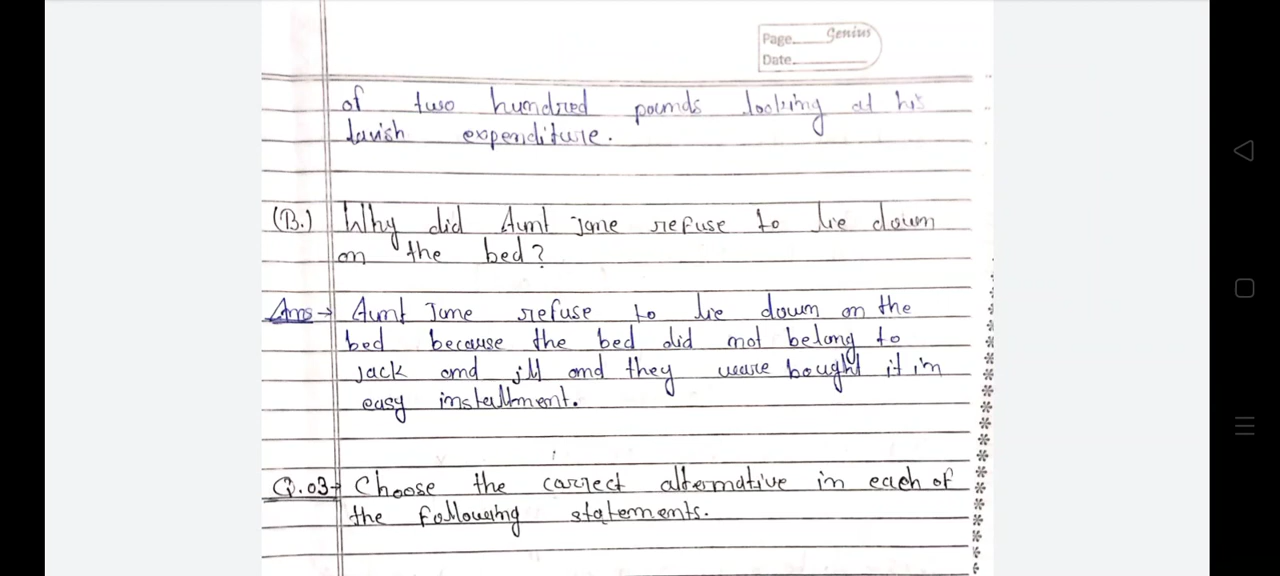 Page Genius
Date
of two hundred pounds looking at his
lavish expenditure.
(B.) Why did Aunt jane refuse to lie down
on the bed?
Ans→ Aunt Jane refuse to lie down on the
bed because the bed did not belong to
jack and jill and they weare bought it in
easy installment.
Q.03→ Choose the carrect alternative in each of
the following statements.